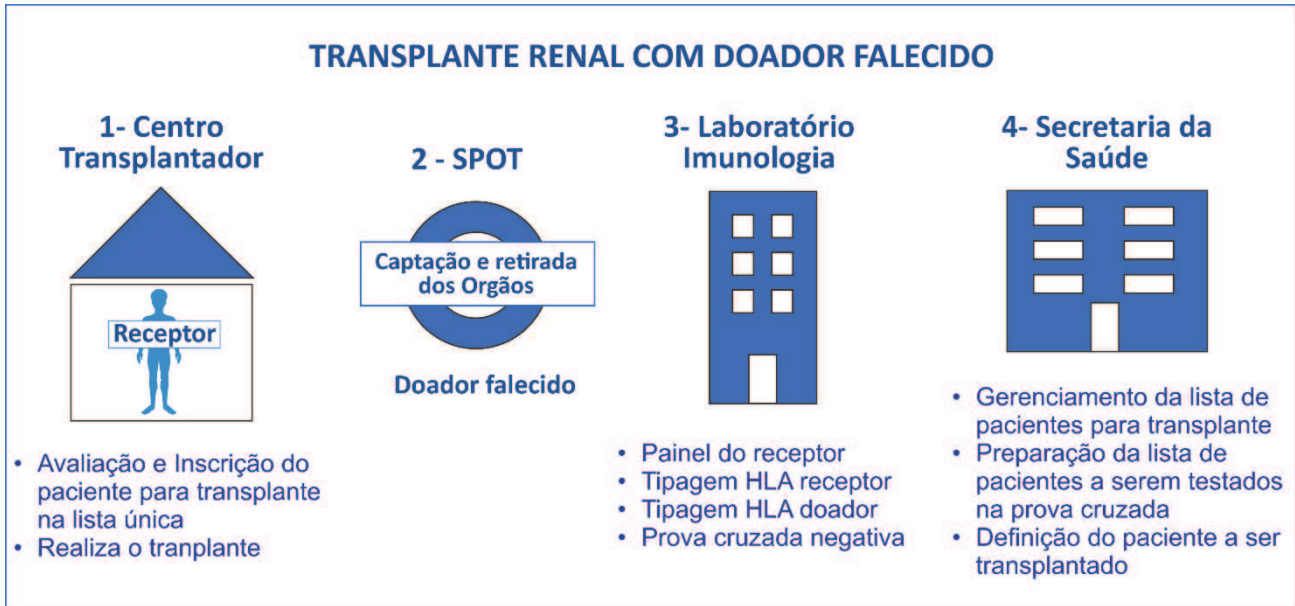 TRANSPLANTE RENAL COM DOADOR FALECIDO
1- Centro
Transplantador
Receptor
• Avaliação e Inscrição do
paciente para transplante
na lista única
• Realiza o tranplante
2 - SPOT
Captação e retirada
dos Orgãos
Doador falecido
3- Laboratório
Imunologia
• Painel do receptor
• Tipagem HLA receptor
• Tipagem HLA doador
• Prova cruzada negativa
4- Secretaria da
Saúde
• Gerenciamento da lista de
pacientes para transplante
• Preparação da lista de
pacientes a serem testados
na prova cruzada
• Definição do paciente a ser
transplantado